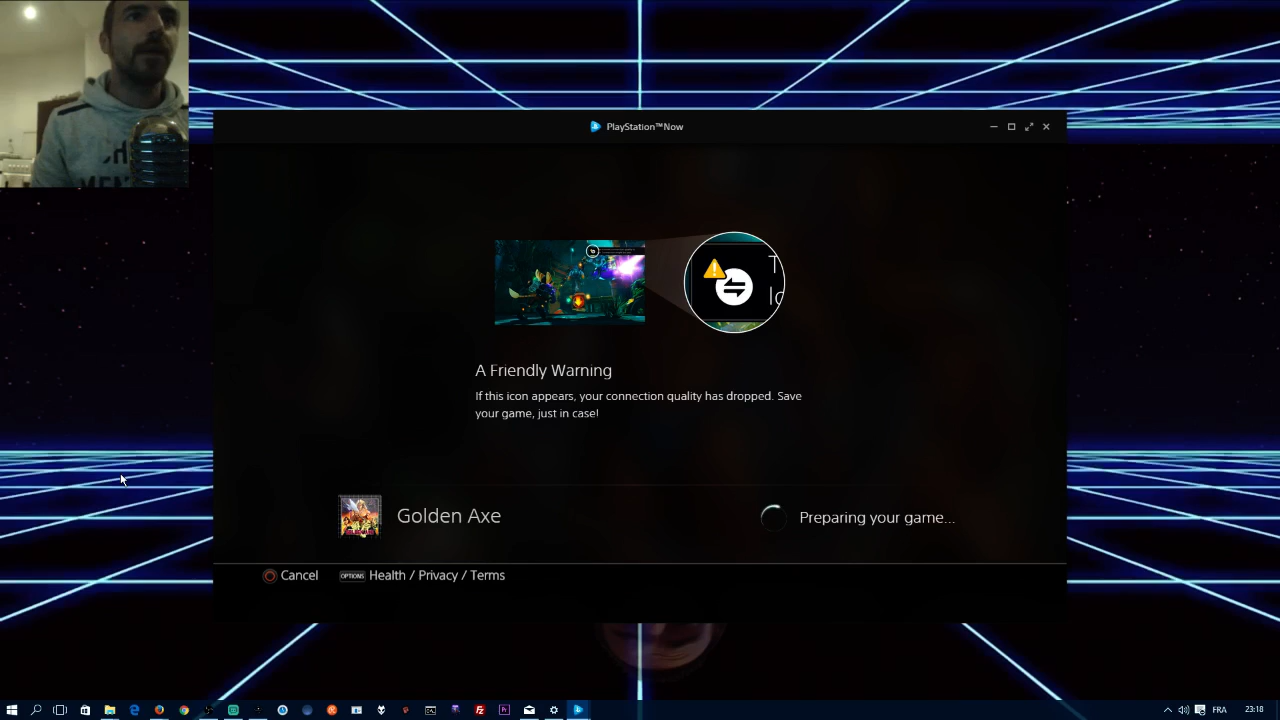 PlayStation™Now
A Friendly Warning
If this icon appears, your connection quality has dropped. Save
your game, just in case!
Golden Axe
Preparing your game...
Cancel
OPTIONS Health / Privacy / Terms
FRA
23:18